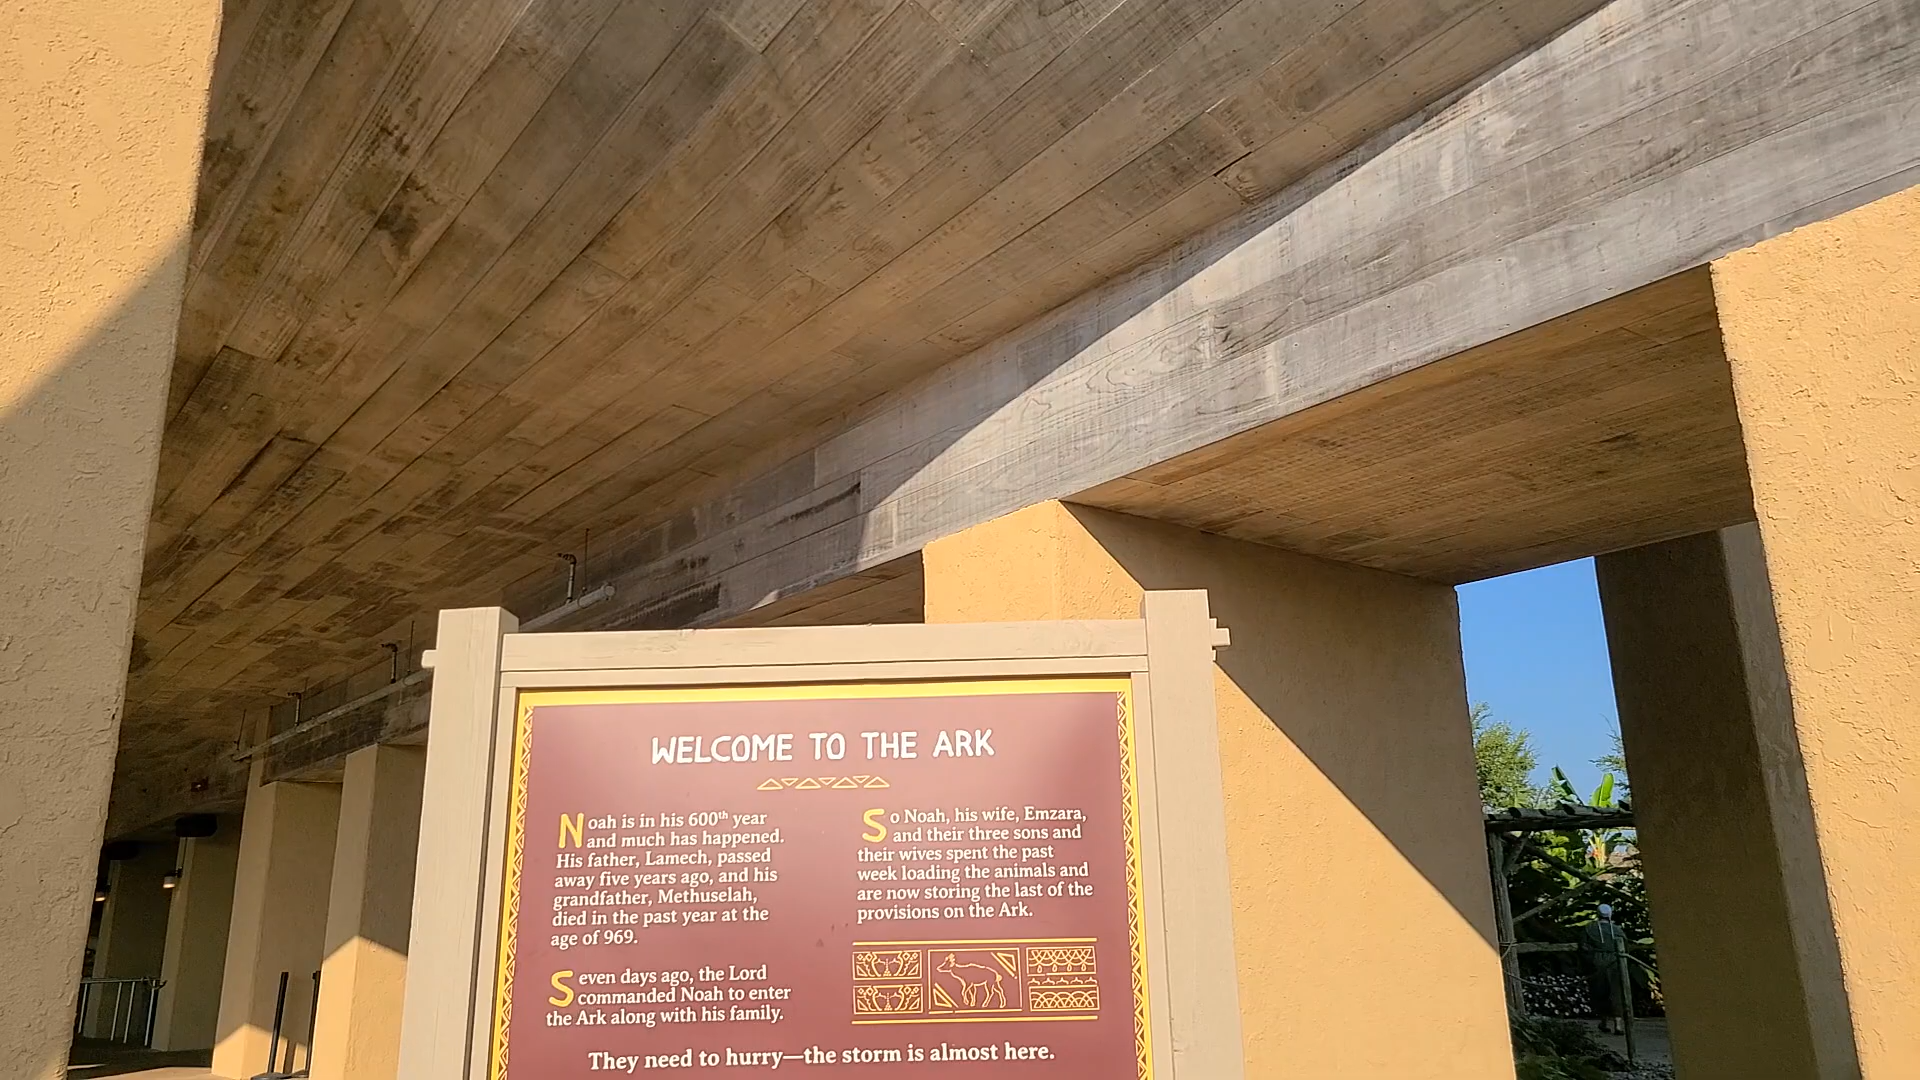 WELCOME TO THE ARK
Noah is in his 600th year
and much has happened.
His father, Lamech, passed
away five years ago, and his
grandfather, Methuselah,
died in the past year at the
age of 969.
Seven days ago, the Lord
commanded Noah to enter
the Ark along with his family.
So Noah, his wife, Emzara,
and their three sons and
their wives spent the past
week loading the animals and
are now storing the last of the
provisions on the Ark.
They need to hurry—the storm is almost here.